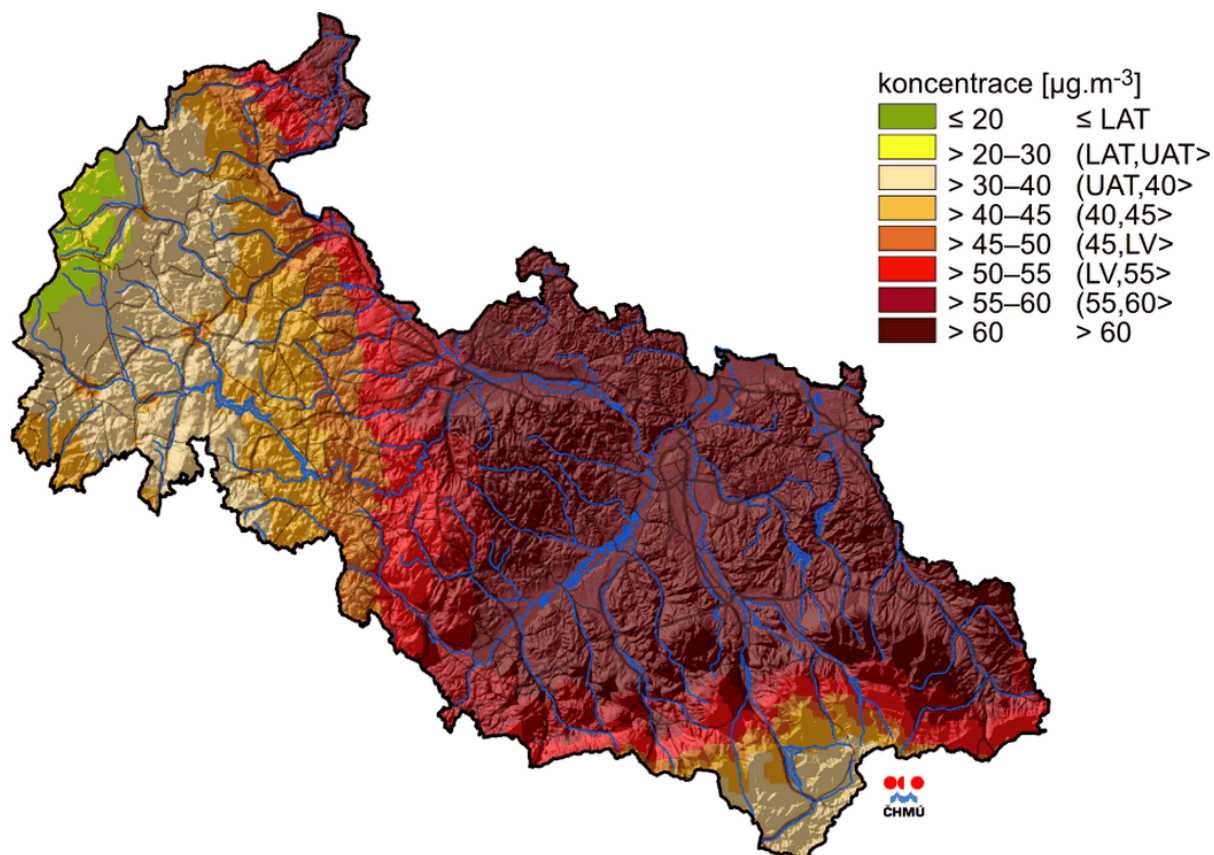 koncentrace [µg.m-3]
≤ 20 ≤ LAT
> 20–30 (LAT,UAT>
> 30–40 (UAT,40>
> 40–45 (40,45>
> 45–50 (45,LV>
> 50–55 (LV,55>
> 55–60 (55,60>
> 60 > 60
ČHMÚ